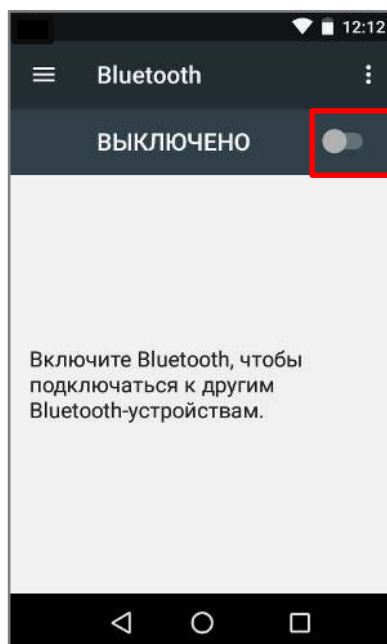 12:12
Bluetooth
ВЫКЛЮЧЕНО
Включите Bluetooth, чтобы
подключаться к другим
Bluetooth-устройствам.